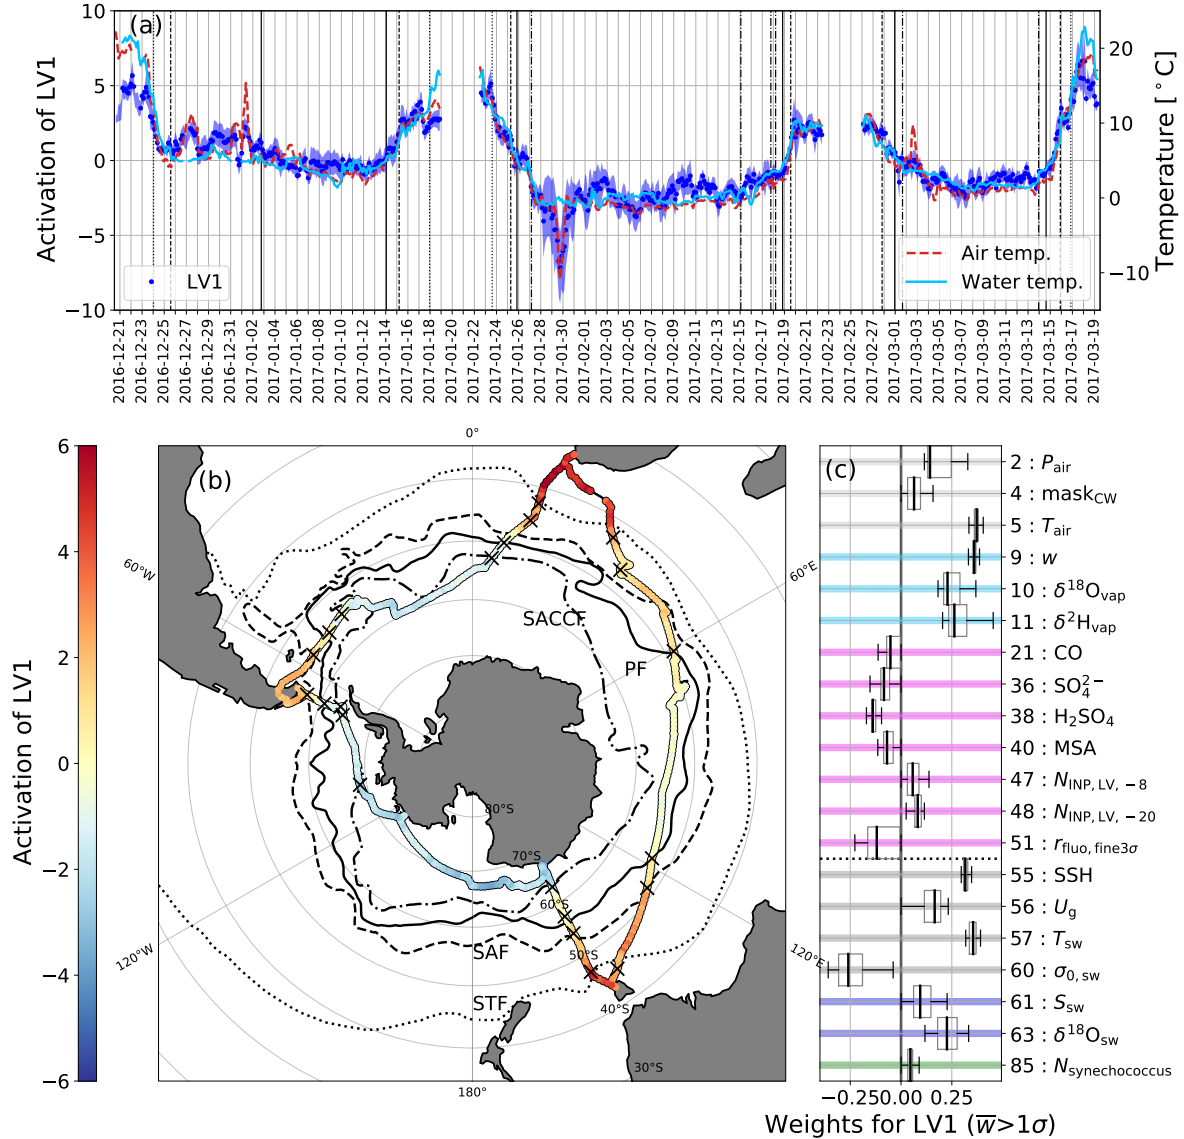 (a)
Activation of LV1
10
5
0
−5
−10
LV1
Air temp.
Water temp.
20
10
0
−10
Temperature [ °C]
2016-12-21
2016-12-23
2016-12-25
2016-12-27
2016-12-29
2016-12-31
2017-01-02
2017-01-04
2017-01-06
2017-01-08
2017-01-10
2017-01-12
2017-01-14
2017-01-16
2017-01-18
2017-01-20
2017-01-22
2017-01-24
2017-01-26
2017-01-28
2017-01-30
2017-02-01
2017-02-03
2017-02-05
2017-02-07
2017-02-09
2017-02-11
2017-02-13
2017-02-15
2017-02-17
2017-02-19
2017-02-21
2017-02-23
2017-02-25
2017-02-27
2017-03-01
2017-03-03
2017-03-05
2017-03-07
2017-03-09
2017-03-11
2017-03-13
2017-03-15
2017-03-17
2017-03-19
Activation of LV1
6
4
2
0
−2
−4
−6
(b)
0°
60°W
60°E
120°W
120°E
180°
SACCF
PF
SAF
STF
80°S
70°S
60°S
50°S
40°S
30°S
(c)
2 : P_air
4 : mask_CW
5 : T_air
9 : w
10 : δ¹⁸O_vap
11 : δ²H_vap
21 : CO
36 : SO₄²⁻
38 : H₂SO₄
40 : MSA
47 : N_INP, LV, −8
48 : N_INP, LV, −20
51 : r_fluo, fine3σ
55 : SSH
56 : U_g
57 : T_sw
60 : σ_0, sw
61 : S_sw
63 : δ¹⁸O_sw
85 : N_synechococcus
−0.25 0.00 0.25
Weights for LV1 (w̅>1σ)